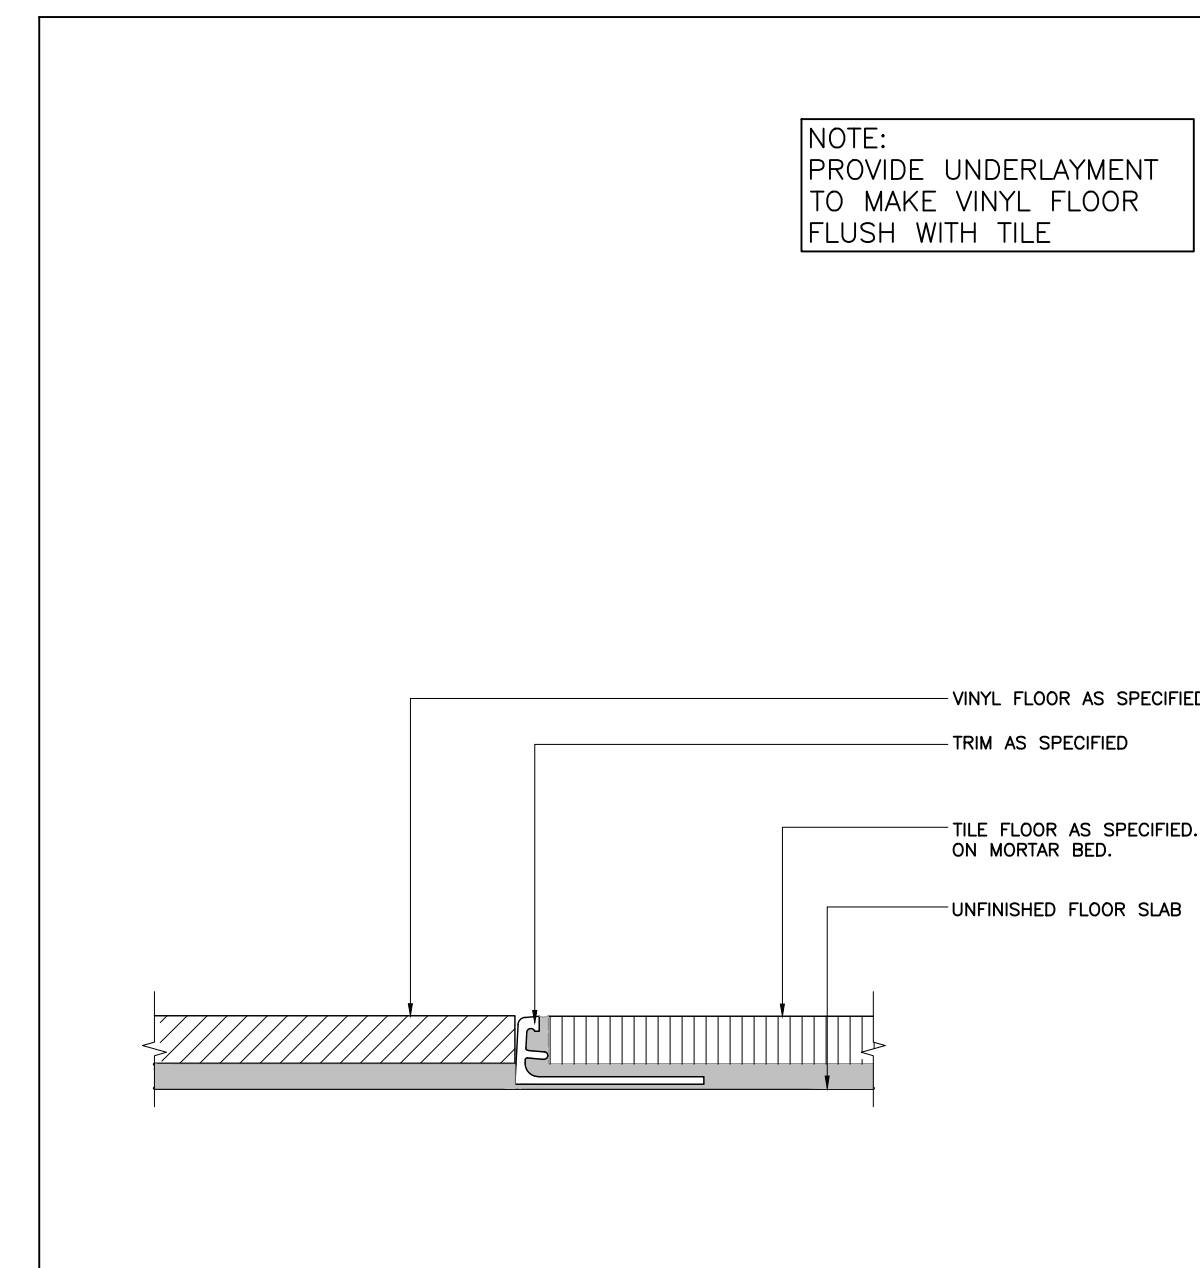 NOTE:
PROVIDE UNDERLAYMENT
TO MAKE VINYL FLOOR
FLUSH WITH TILE
VINYL FLOOR AS SPECIFIED
TRIM AS SPECIFIED
TILE FLOOR AS SPECIFIED.
ON MORTAR BED.
UNFINISHED FLOOR SLAB